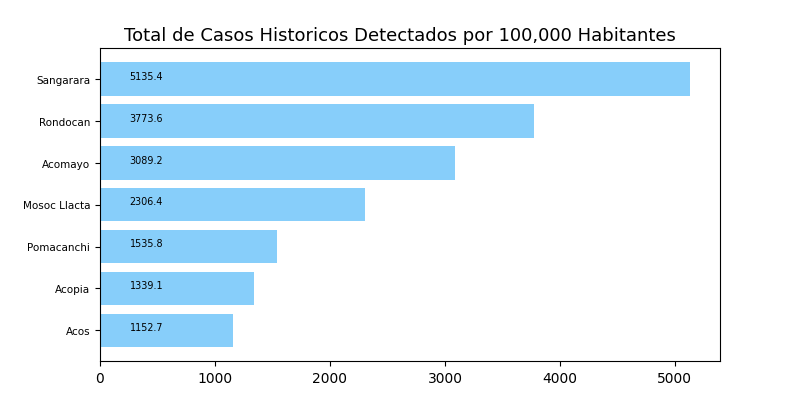 Total de Casos Historicos Detectados por 100,000 Habitantes
Sangarara 5135.4
Rondocan 3773.6
Acomayo 3089.2
Mosoc Llacta 2306.4
Pomacanchi 1535.8
Acopia 1339.1
Acos 1152.7
0 1000 2000 3000 4000 5000